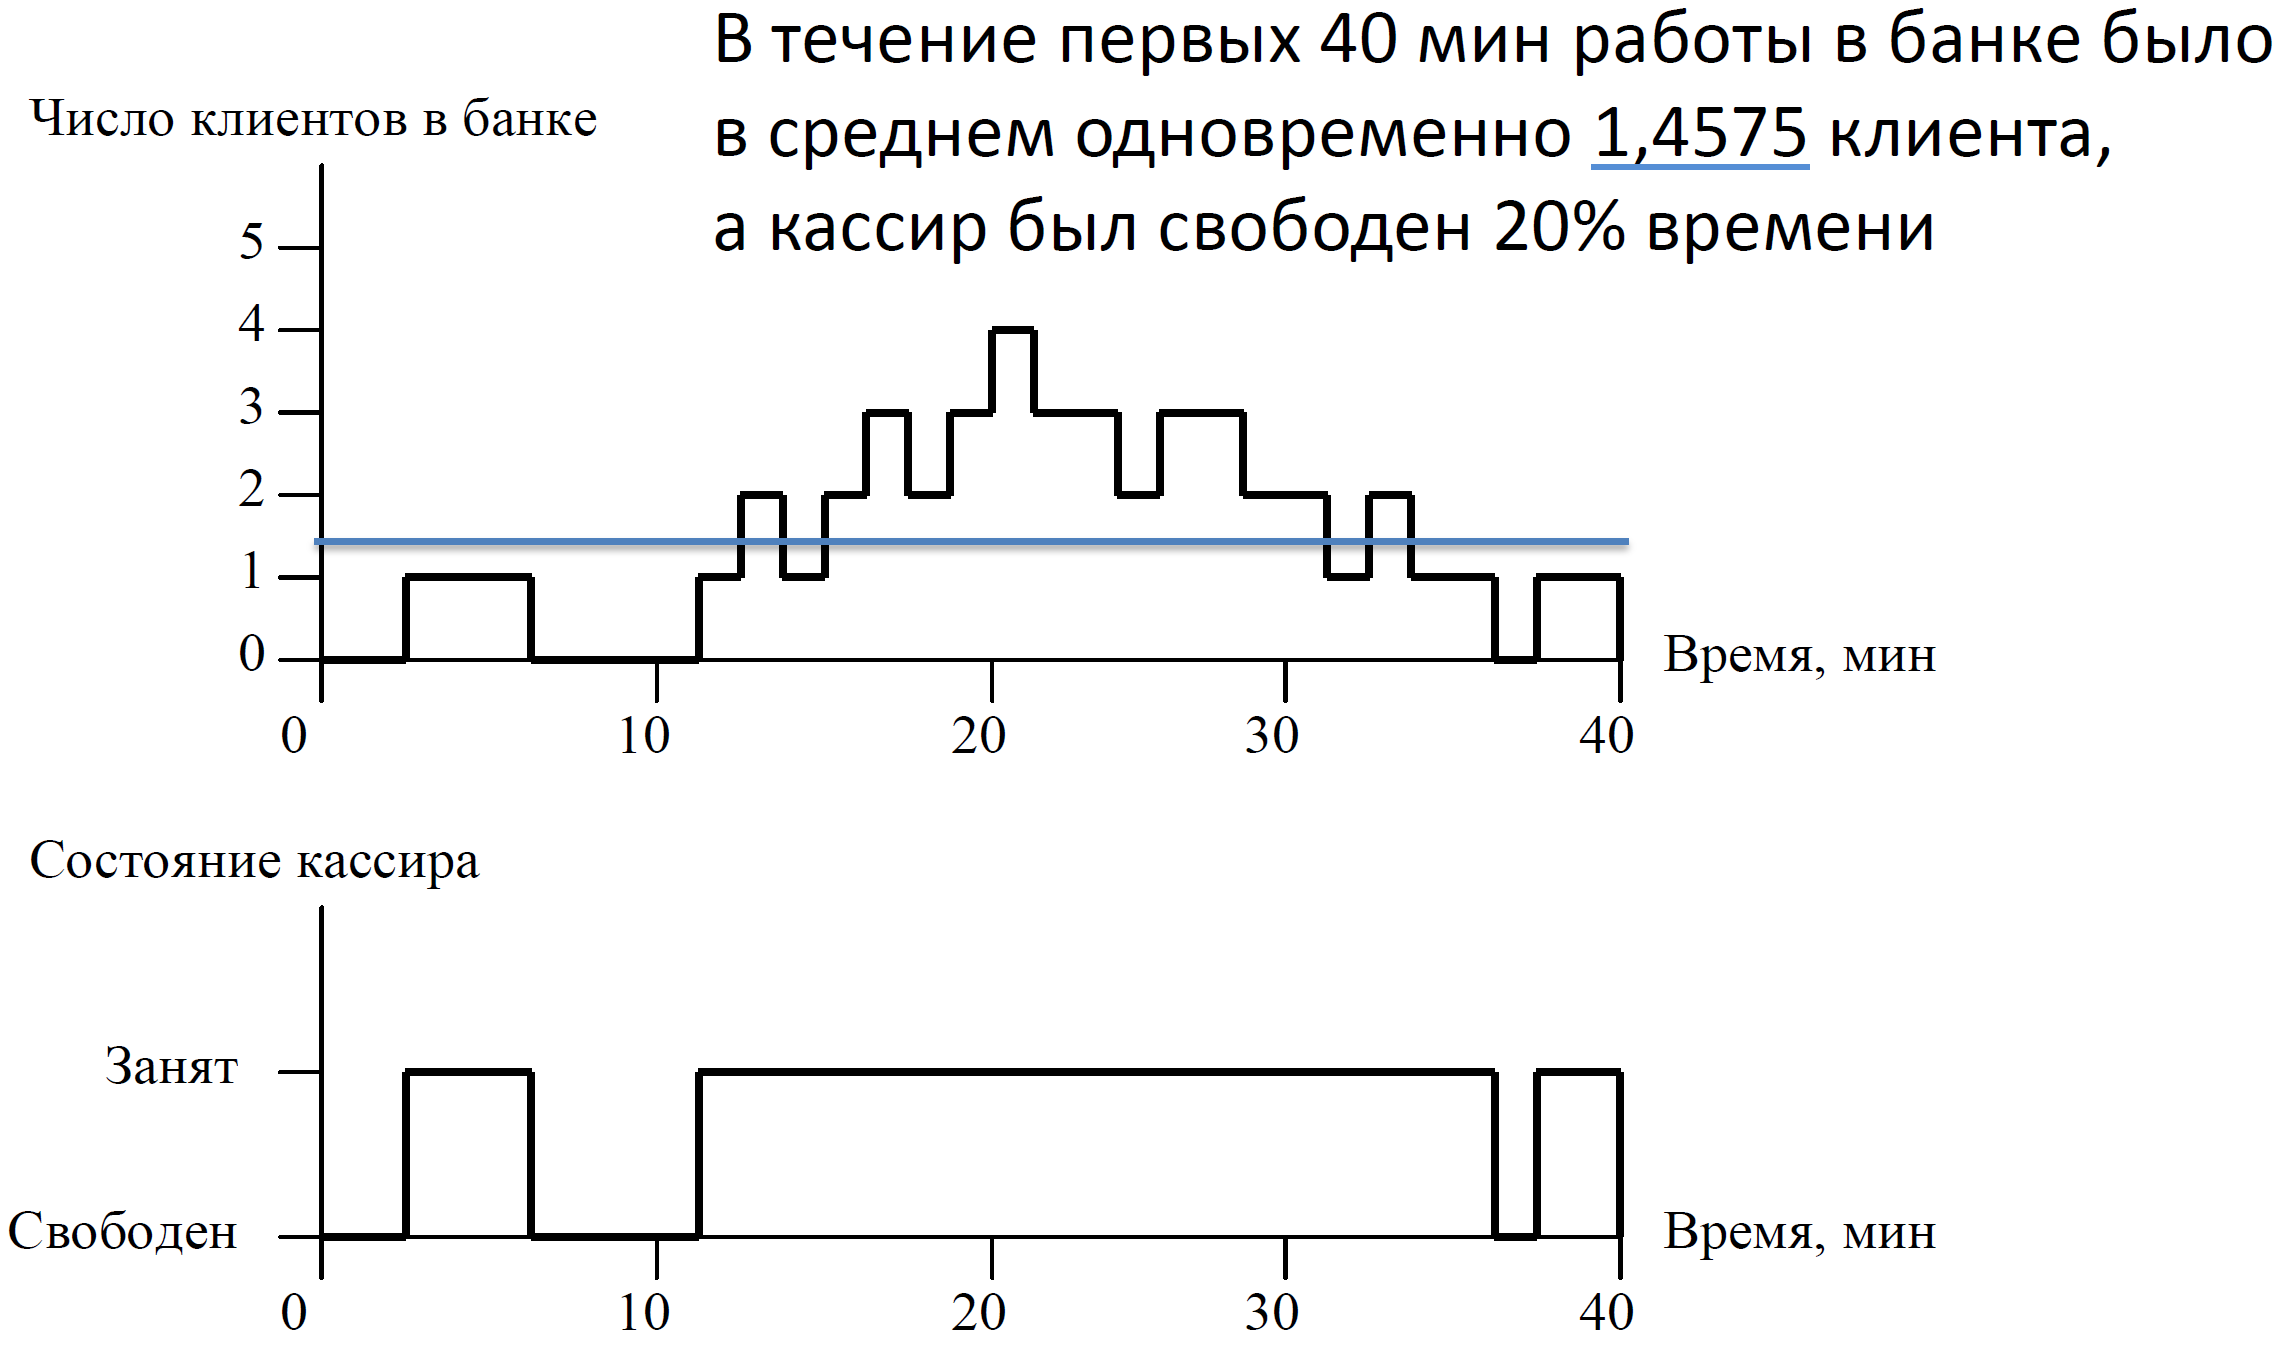 В течение первых 40 мин работы в банке было
в среднем одновременно 1,4575 клиента,
а кассир был свободен 20% времени
Число клиентов в банке
5
4
3
2
1
0
Время, мин
0 10 20 30 40
Состояние кассира
Занят
Свободен
Время, мин
0 10 20 30 40